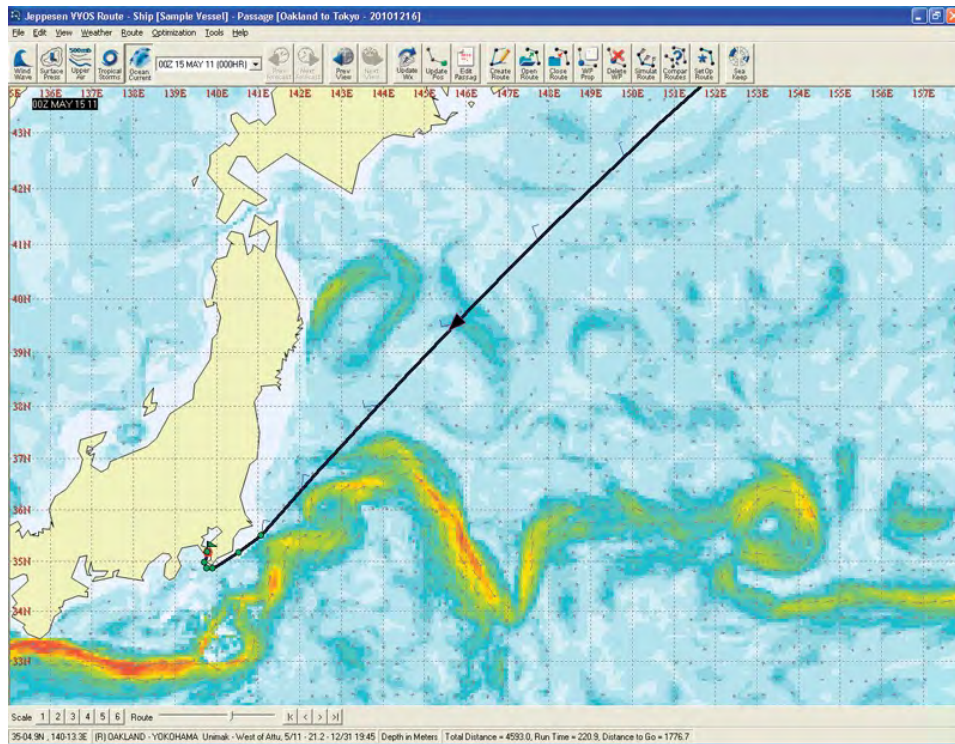 Jeppesen VVOS Route - Ship [Sample Vessel] - Passage [Oakland to Tokyo - 20101216]
File Edit View Weather Route Optimization Tools Help
Wind Wave Surface Press 500mb Upper Air Tropical Storms Ocean Current 00Z 15 MAY 11 (000HR) Prev Forecast Next Forecast Prev View Next Update Wx Update Pos Edit Passag Create Route Open Route Close Route WP Prop Delete WP Simulat Route Compar Routes Set Op Route Sea Keep
5E 136E 137E 138E 139E 140E 141E 142E 143E 144E 145E 146E 147E 148E 149E 150E 151E 152E 153E 154E 155E 156E 157E
00Z MAY 15 11
43N
42N
41N
40N
39N
38N
37N
36N
35N
34N
33N
Scale 1 2 3 4 5 6 Route
35-04.9N , 140-13.3E (R) OAKLAND - YOKOHAMA Unimak - West of Attu, 5/11 - 21.2 - 12/31 19:45 Depth in Meters Total Distance = 4593.0, Run Time = 220.9, Distance to Go = 1776.7